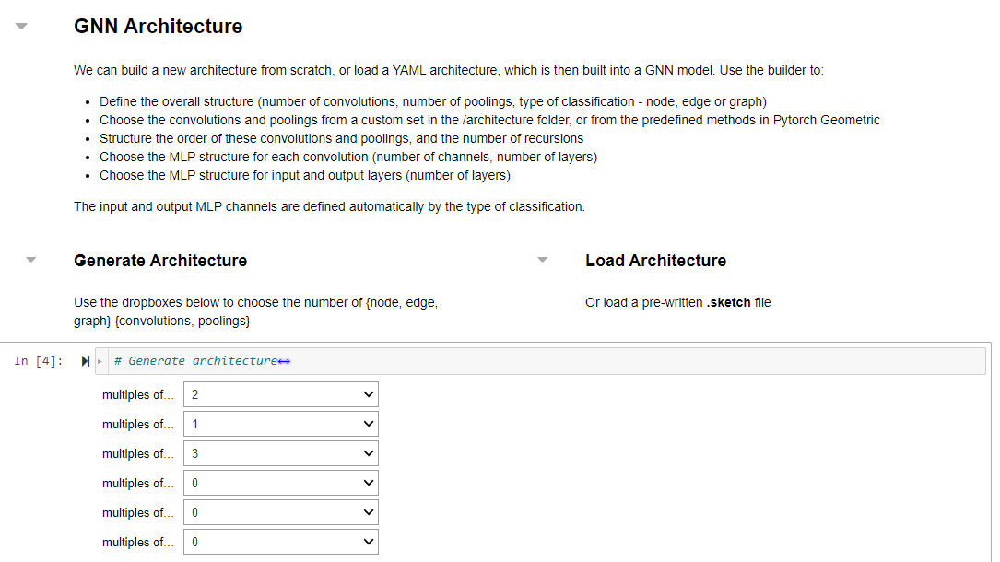 GNN Architecture
We can build a new architecture from scratch, or load a YAML architecture, which is then built into a GNN model. Use the builder to:
• Define the overall structure (number of convolutions, number of poolings, type of classification - node, edge or graph)
• Choose the convolutions and poolings from a custom set in the /architecture folder, or from the predefined methods in Pytorch Geometric
• Structure the order of these convolutions and poolings, and the number of recursions
• Choose the MLP structure for each convolution (number of channels, number of layers)
• Choose the MLP structure for input and output layers (number of layers)
The input and output MLP channels are defined automatically by the type of classification.
Generate Architecture
Use the dropboxes below to choose the number of {node, edge,
graph} {convolutions, poolings}
Load Architecture
Or load a pre-written .sketch file
In [4]: # Generate architecture↔
multiples of... 2
multiples of... 1
multiples of... 3
multiples of... 0
multiples of... 0
multiples of... 0